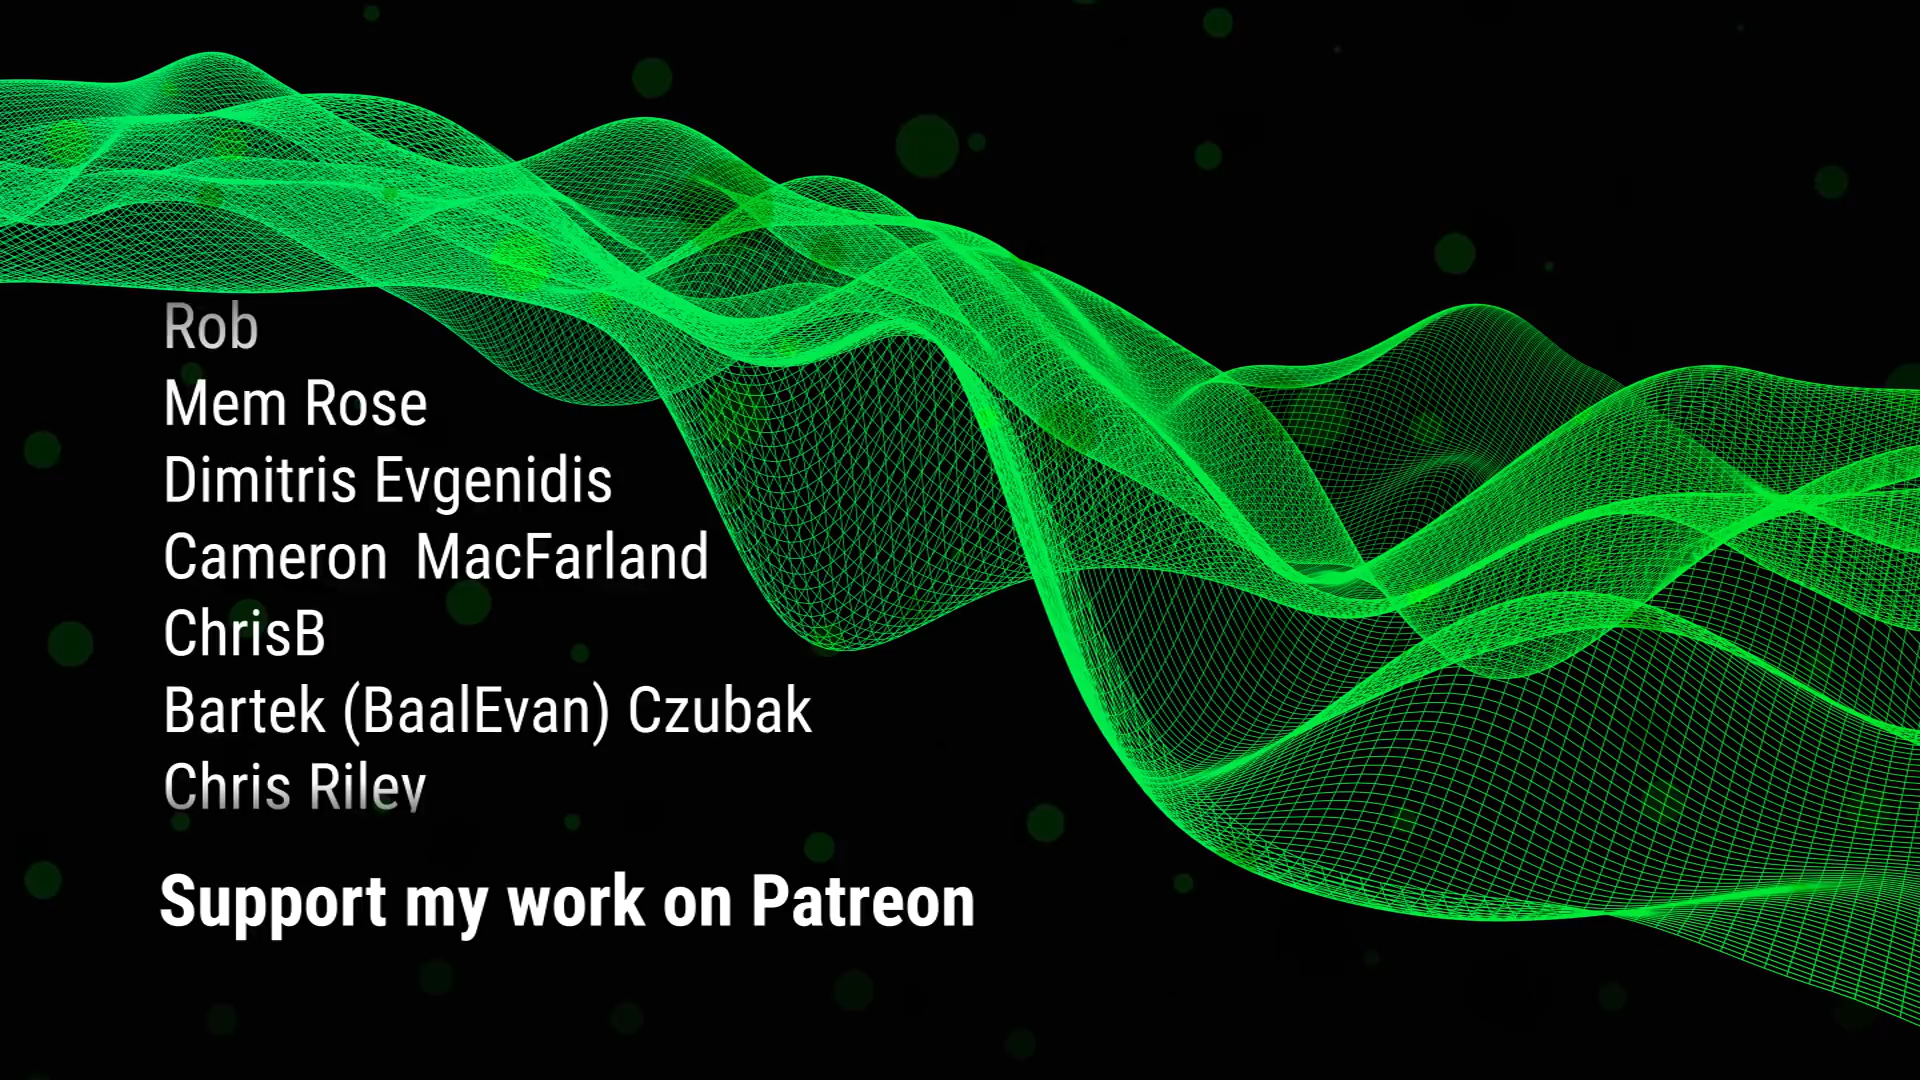 Rob
Mem Rose
Dimitris Evgenidis
Cameron  MacFarland
ChrisB
Bartek (BaalEvan) Czubak
Chris Riley
Support my work on Patreon